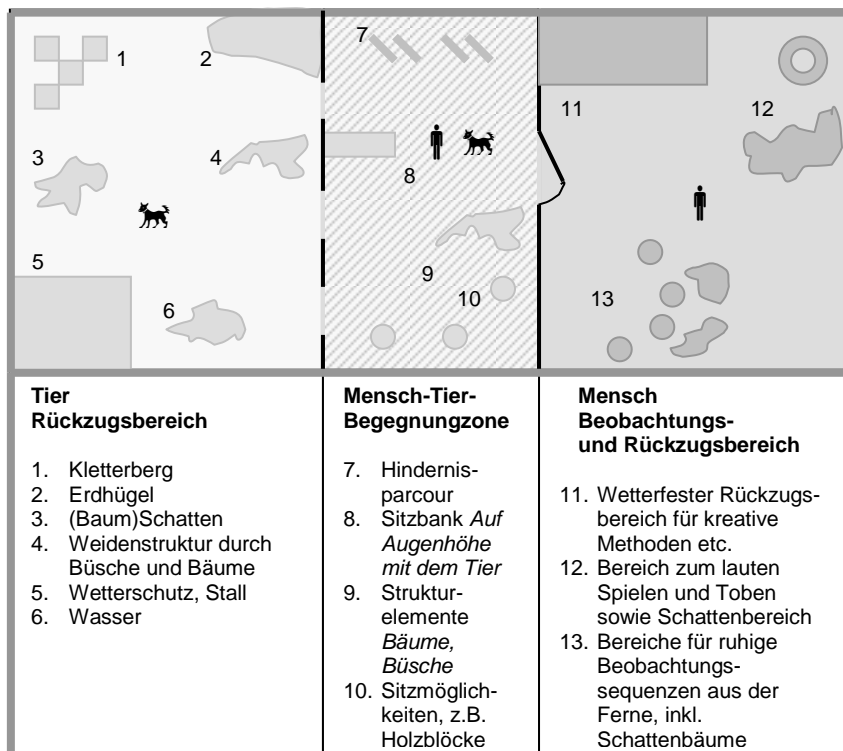 1
2
3
4
5
6
7
8
9
10
11
12
13
Tier
Rückzugsbereich
1. Kletterberg
2. Erdhügel
3. (Baum)Schatten
4. Weidenstruktur durch
Büsche und Bäume
5. Wetterschutz, Stall
6. Wasser
Mensch-Tier-
Begegnungzone
7. Hindernis-
parcour
8. Sitzbank Auf
Augenhöhe
mit dem Tier
9. Struktur-
elemente
Bäume,
Büsche
10. Sitzmöglich-
keiten, z.B.
Holzblöcke
Mensch
Beobachtungs-
und Rückzugsbereich
11. Wetterfester Rückzugs-
bereich für kreative
Methoden etc.
12. Bereich zum lauten
Spielen und Toben
sowie Schattenbereich
13. Bereiche für ruhige
Beobachtungs-
sequenzen aus der
Ferne, inkl.
Schattenbäume